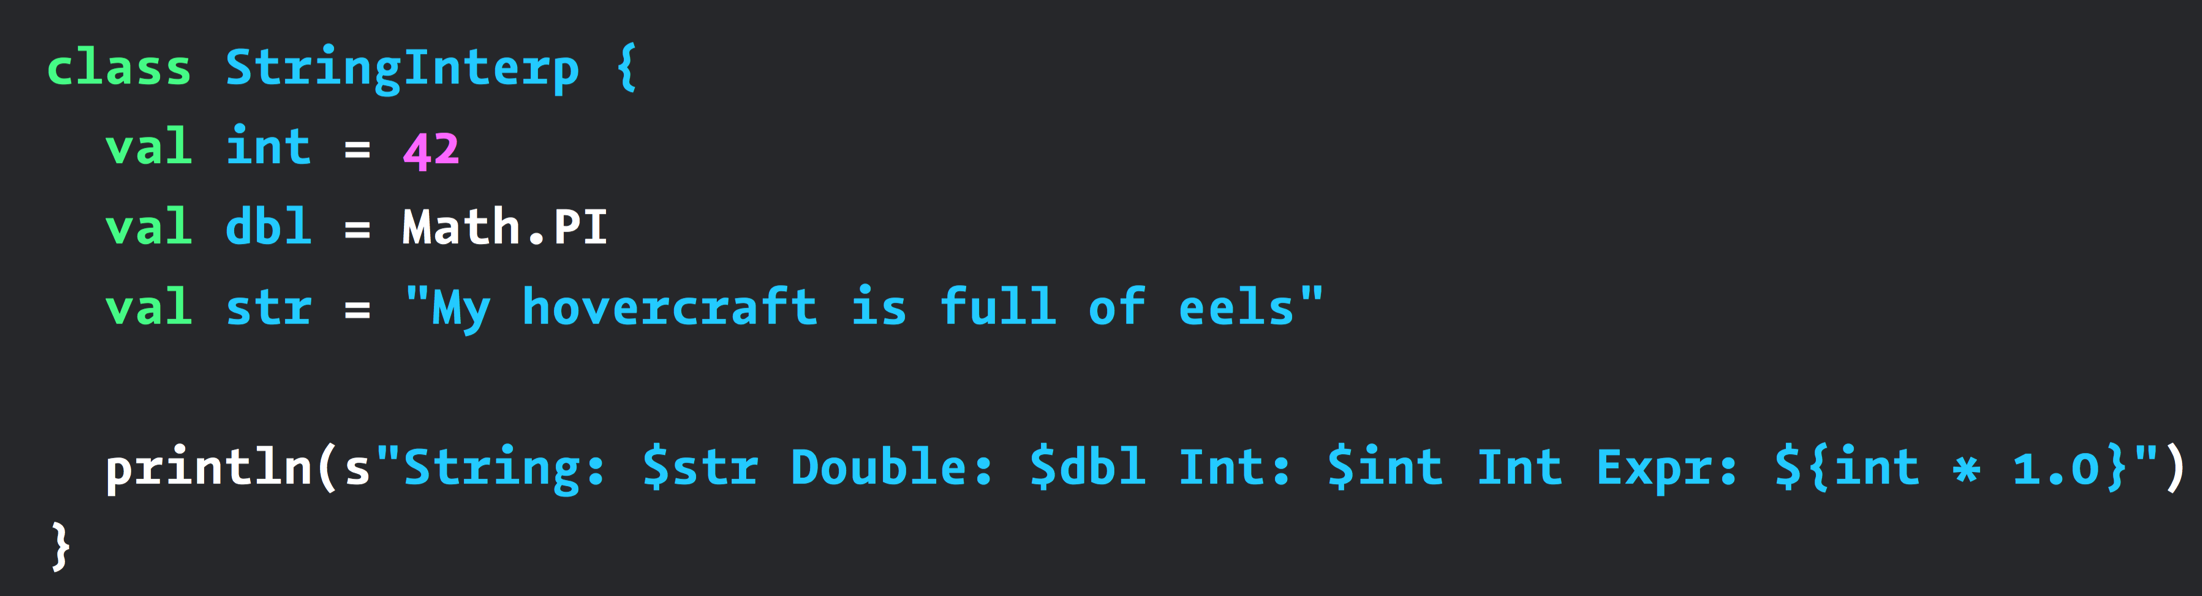 class StringInterp {
  val int = 42
  val dbl = Math.PI
  val str = "My hovercraft is full of eels"

  println(s"String: $str Double: $dbl Int: $int Int Expr: ${int * 1.0}")
}